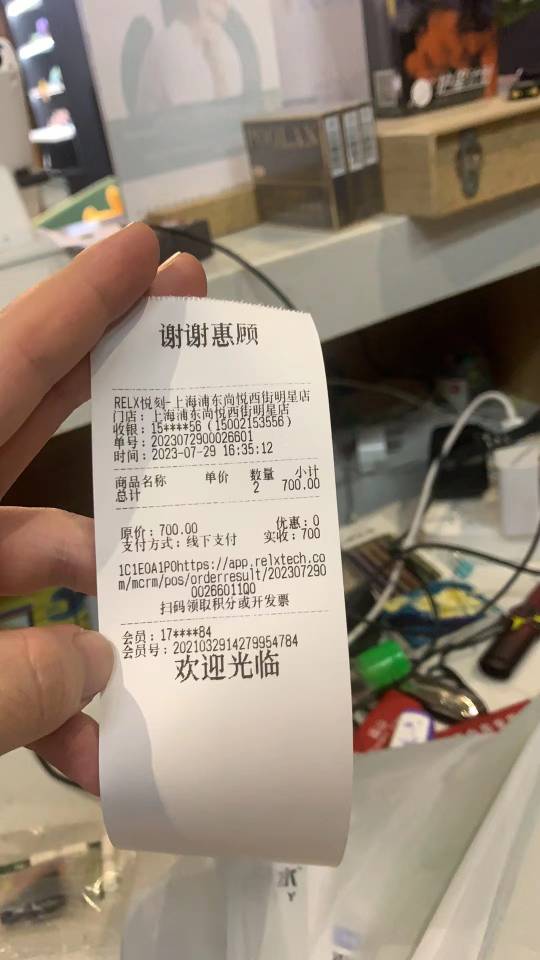 谢谢惠顾
RELX悦刻-上海浦东尚悦西街明星店
门店：上海浦东尚悦西街明星店
收银：15****56 (15002153556)
单号：2023072900026601
时间：2023-07-29 16:35:12
商品名称 单价 数量 小计
总计 2 700.00
原价：700.00 优惠：0
支付方式：线下支付 实收：700
1C1E0A1P0https://app.relxtech.co
m/mcrm/pos/orderresult/202307290
0026601100
扫码领取积分或开发票
会员：17****84
会员号：2021032914279954784
欢迎光临